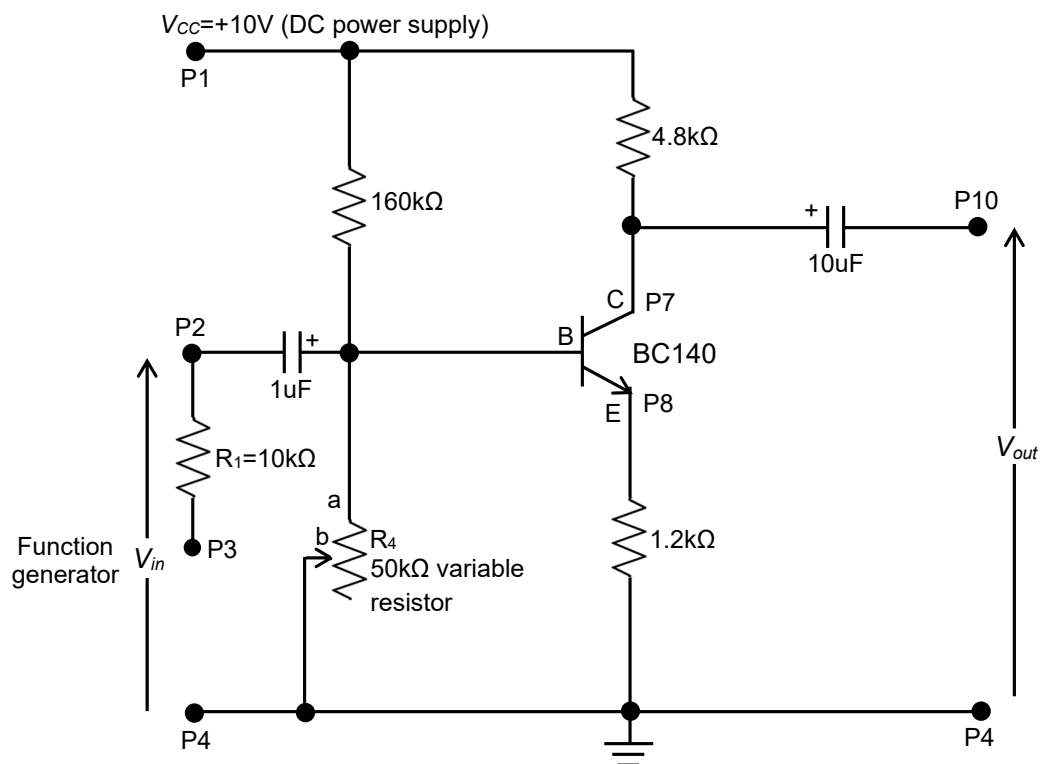 VCC=+10V (DC power supply)
P1
4.8kΩ
160kΩ
P10
+
10uF
C
P7
P2
+
B
BC140
1uF
P8
E
R1=10kΩ
Vout
a
b
R4
P3
1.2kΩ
Function
generator
Vin
50kΩ variable
resistor
P4
P4